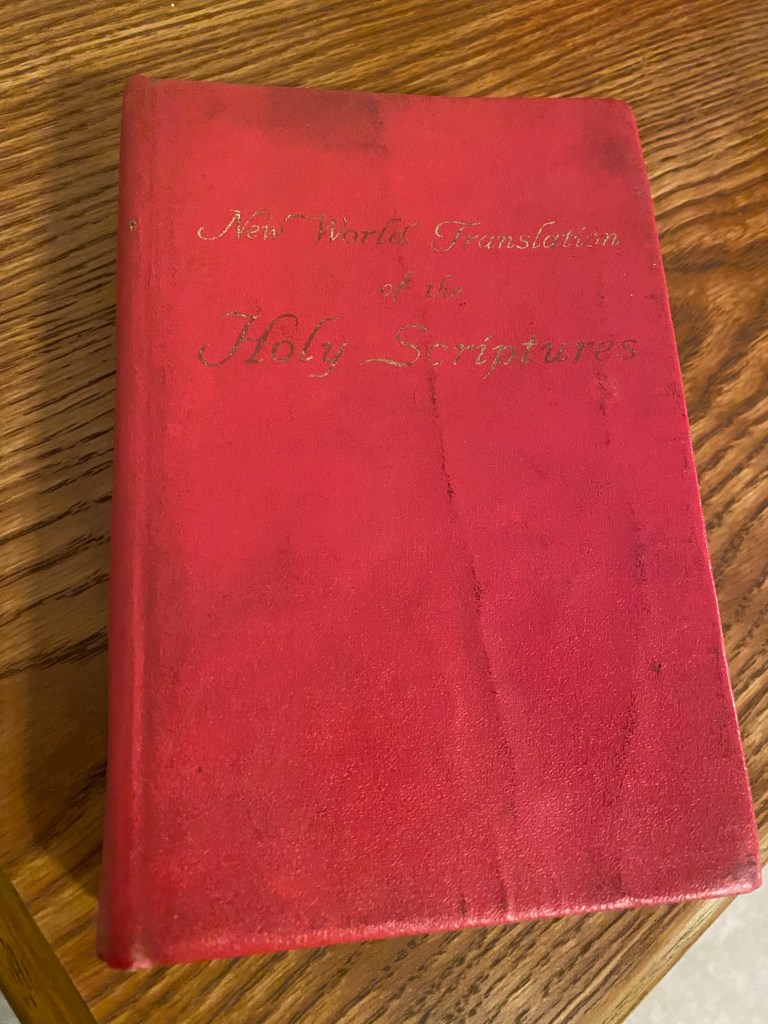 New World Translation
of the
Holy Scriptures